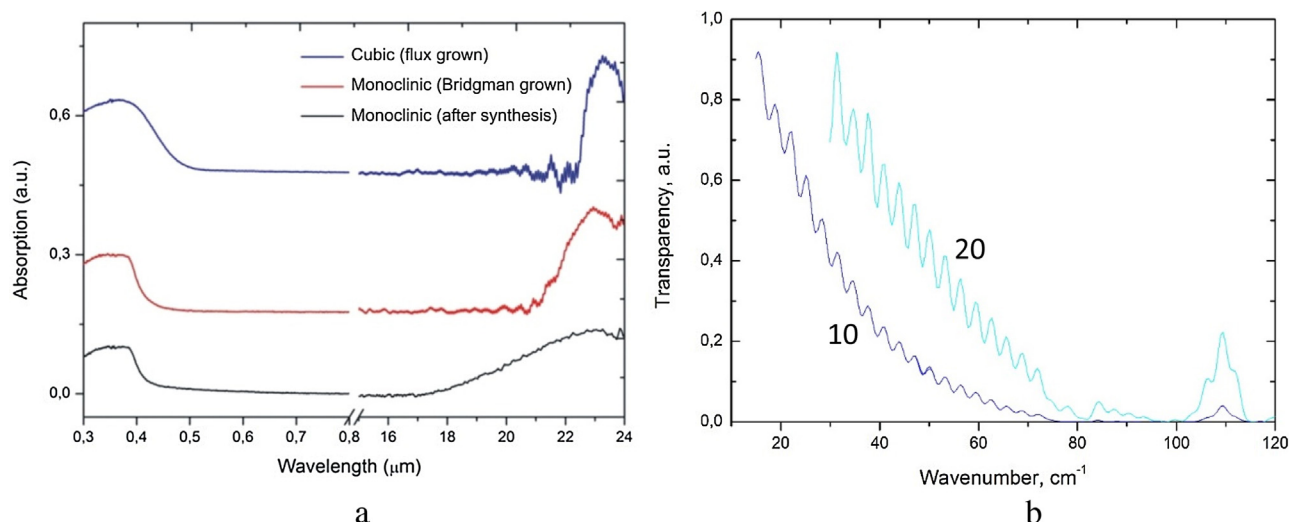 Cubic (flux grown)
Monoclinic (Bridgman grown)
Monoclinic (after synthesis)
Absorption (a.u.)
0,6
0,3
0,0
0,3 0,4 0,5 0,6 0,7 0,8 16 18 20 22 24
Wavelength (μm)
a
Transparency, a.u.
1,0
0,8
0,6
0,4
0,2
0,0
20
10
20 40 60 80 100 120
Wavenumber, cm⁻¹
b